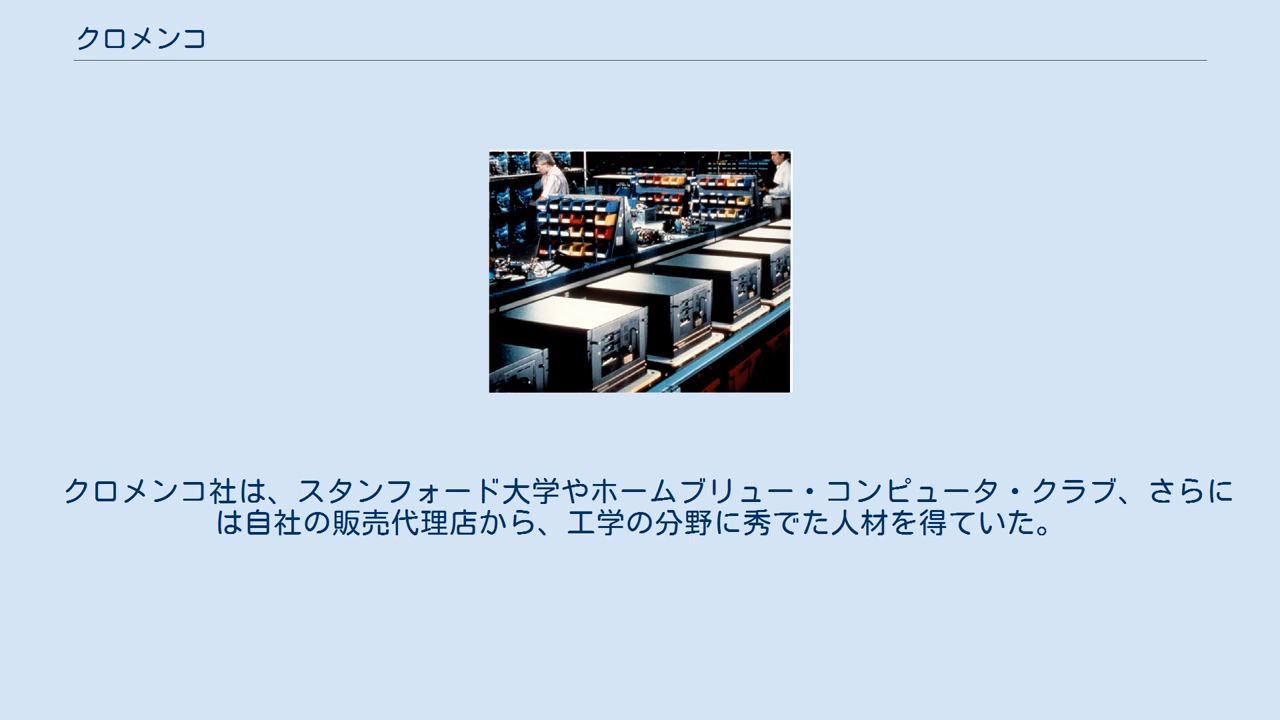 クロメンコ
クロメンコ社は、スタンフォード大学やホームブリュー・コンピュータ・クラブ、さらに
は自社の販売代理店から、工学の分野に秀でた人材を得ていた。